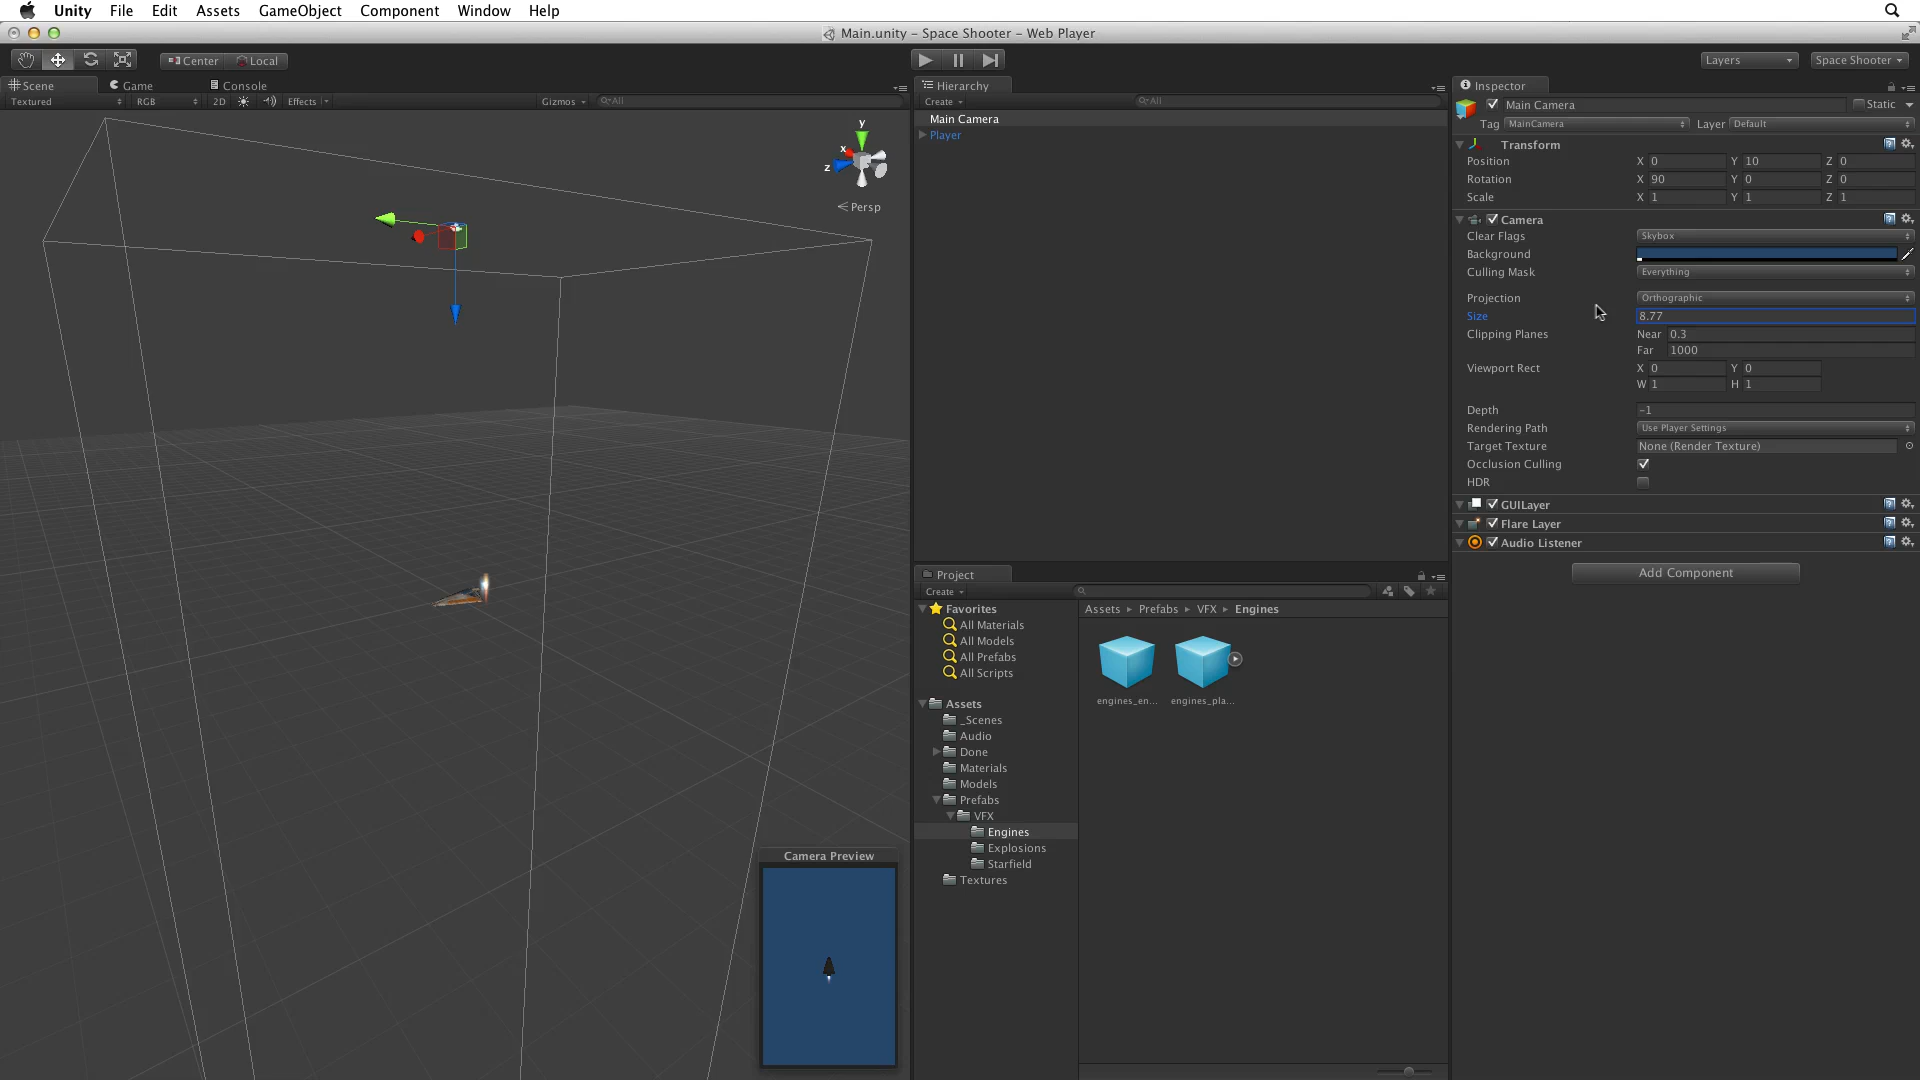 Unity File Edit Assets GameObject Component Window Help
Main.unity – Space Shooter – Web Player
Center Local Layers Space Shooter
Scene Game Console
Textured RGB 2D Effects Gizmos All
y
x
z
Persp
Camera Preview
Hierarchy
Create All
Main Camera
Player
Project
Create
Favorites
All Materials
All Models
All Prefabs
All Scripts
Assets
_Scenes
Audio
Done
Materials
Models
Prefabs
VFX
Engines
Explosions
Starfield
Textures
Assets ▸ Prefabs ▸ VFX ▸ Engines
engines_en... engines_pla...
Inspector
Main Camera Static
Tag MainCamera Layer Default
Transform
Position X 0 Y 10 Z 0
Rotation X 90 Y 0 Z 0
Scale X 1 Y 1 Z 1
Camera
Clear Flags Skybox
Background
Culling Mask Everything
Projection Orthographic
Size 8.77
Clipping Planes Near 0.3
Far 1000
Viewport Rect X 0 Y 0
W 1 H 1
Depth -1
Rendering Path Use Player Settings
Target Texture None (Render Texture)
Occlusion Culling
HDR
GUILayer
Flare Layer
Audio Listener
Add Component